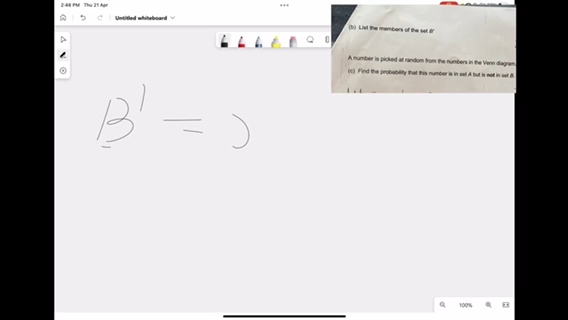 2:48 PM Thu 21 Apr
Untitled whiteboard
(b) List the members of the set B'
A number is picked at random from the numbers in the Venn diagram.
(c) Find the probability that this number is in set A but is not in set B.
B' =
100%